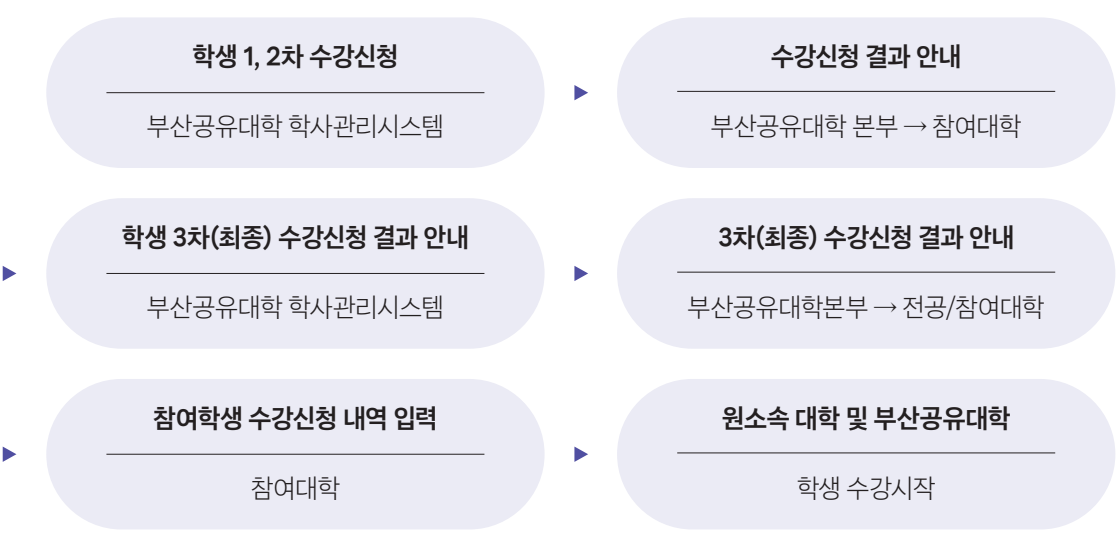 학생 1, 2차 수강신청
부산공유대학 학사관리시스템
▶
수강신청 결과 안내
부산공유대학 본부 → 참여대학
▶
학생 3차(최종) 수강신청 결과 안내
부산공유대학 학사관리시스템
▶
3차(최종) 수강신청 결과 안내
부산공유대학본부 → 전공/참여대학
▶
참여학생 수강신청 내역 입력
참여대학
▶
원소속 대학 및 부산공유대학
학생 수강시작